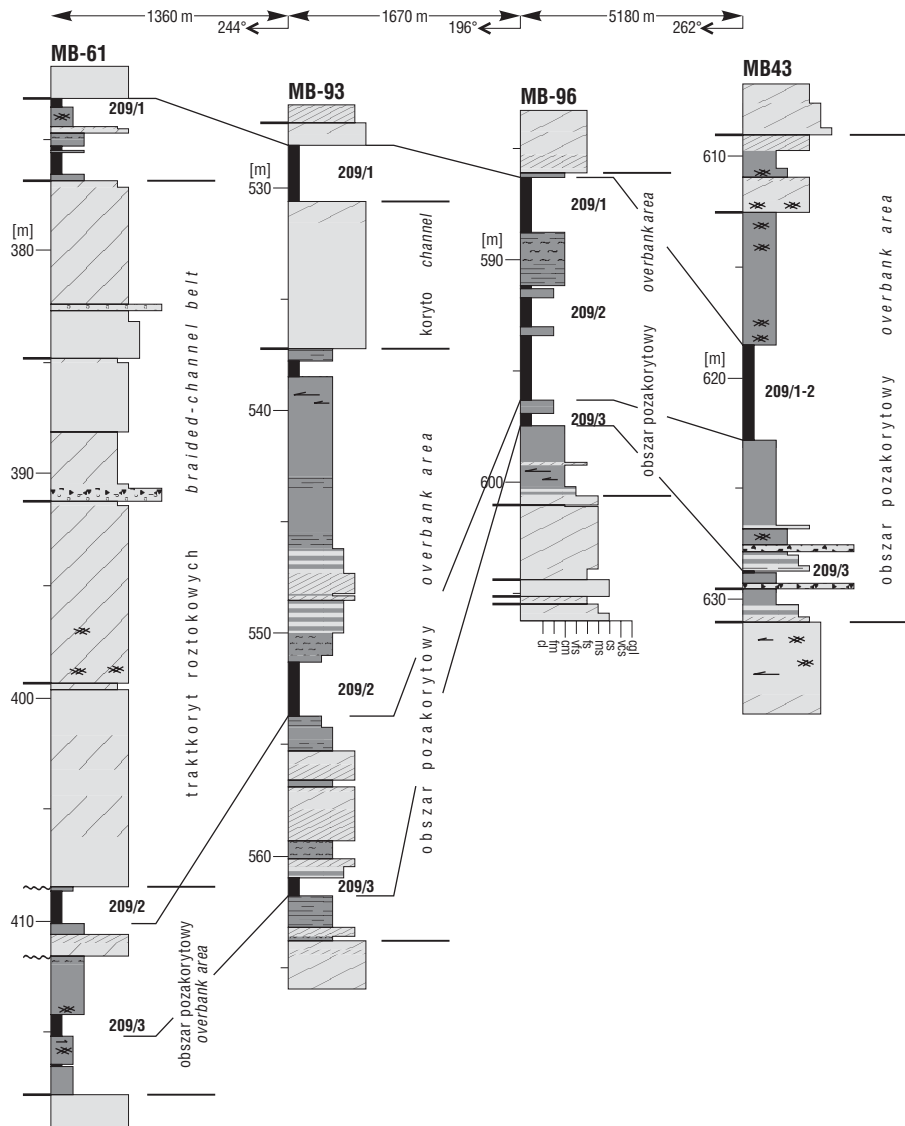 1360 m
1670 m
5180 m
244°
196°
262°
MB-61
209/1
[m]
380
390
400
410
209/2
209/3
braided-channel belt
traktkoryt roztokowych
obszar pozakorytowy
overbank area
MB-93
[m]
530
540
550
560
209/1
209/2
209/3
koryto channel
obszar pozakorytowy overbank area
MB-96
[m]
590
600
209/1
209/2
209/3
overbank area
obszar pozakorytowy
cl
fm
cm
vfs
fs
ms
cs
vcs
cgl
MB43
610
[m]
620
630
209/1-2
209/3
obszar pozakorytowy overbank area